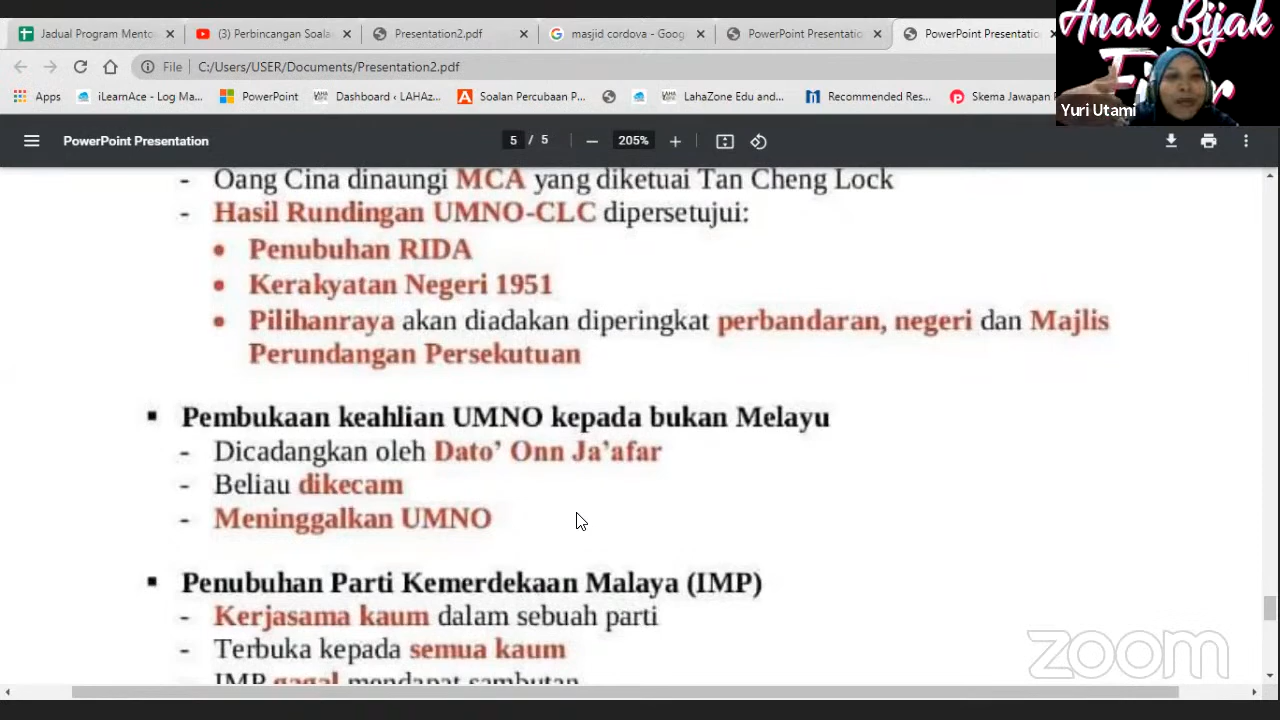 Jadual Program Mento
(3) Perbincangan Soala
Presentation2.pdf
masjid cordova - Goog
PowerPoint Presentatio
PowerPoint Presentatio
Anak Bijak
File
C:/Users/USER/Documents/Presentation2.pdf
Yuri Utami
Apps
iLearnAce - Log Ma...
PowerPoint
Dashboard ‹ LAHAz...
Soalan Percubaan P...
LahaZone Edu and...
Recommended Res...
Skema Jawapan P
PowerPoint Presentation
5 / 5
205%
- Oang Cina dinaungi MCA yang diketuai Tan Cheng Lock
- Hasil Rundingan UMNO-CLC dipersetujui:
• Penubuhan RIDA
• Kerakyatan Negeri 1951
• Pilihanraya akan diadakan diperingkat perbandaran, negeri dan Majlis
Perundangan Persekutuan
▪ Pembukaan keahlian UMNO kepada bukan Melayu
- Dicadangkan oleh Dato’ Onn Ja’afar
- Beliau dikecam
- Meninggalkan UMNO
▪ Penubuhan Parti Kemerdekaan Malaya (IMP)
- Kerjasama kaum dalam sebuah parti
- Terbuka kepada semua kaum
IMP gagal mendapat sambutan
zoom